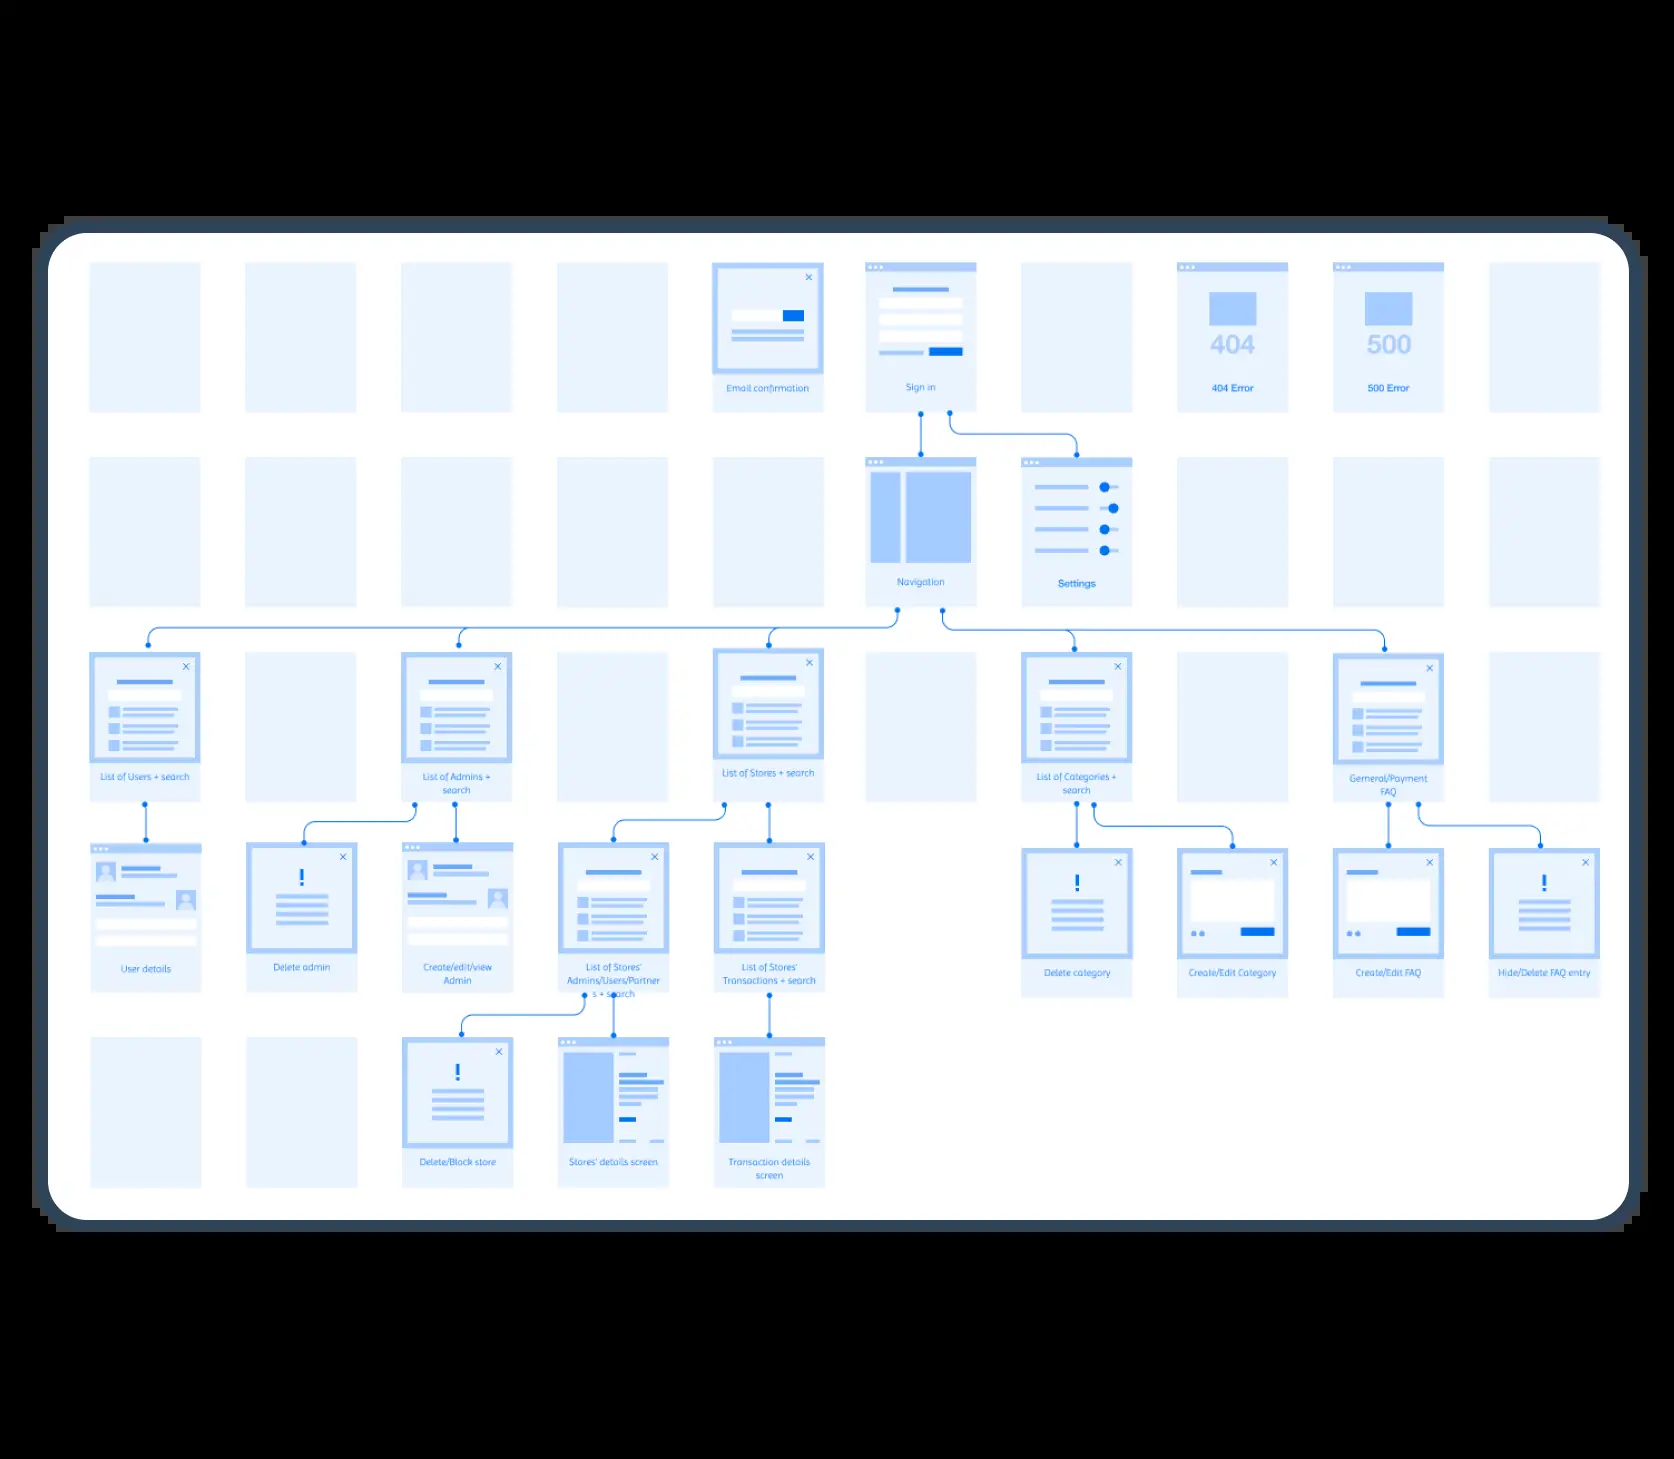 404
500
Email confirmation
Sign in
404 Error
500 Error
Navigation
Settings
List of Users + search
List of Admins +
search
List of Stores + search
List of Categories +
search
Gemeral/Payment
FAQ
User details
Delete admin
Create/edit/view
Admin
List of Stores'
Admins/Users/Partner
s + search
List of Stores'
Transactions + search
Delete category
Create/Edit Category
Create/Edit FAQ
Hide/Delete FAQ entry
Delete/Block store
Stores' details screen
Transaction details
screen